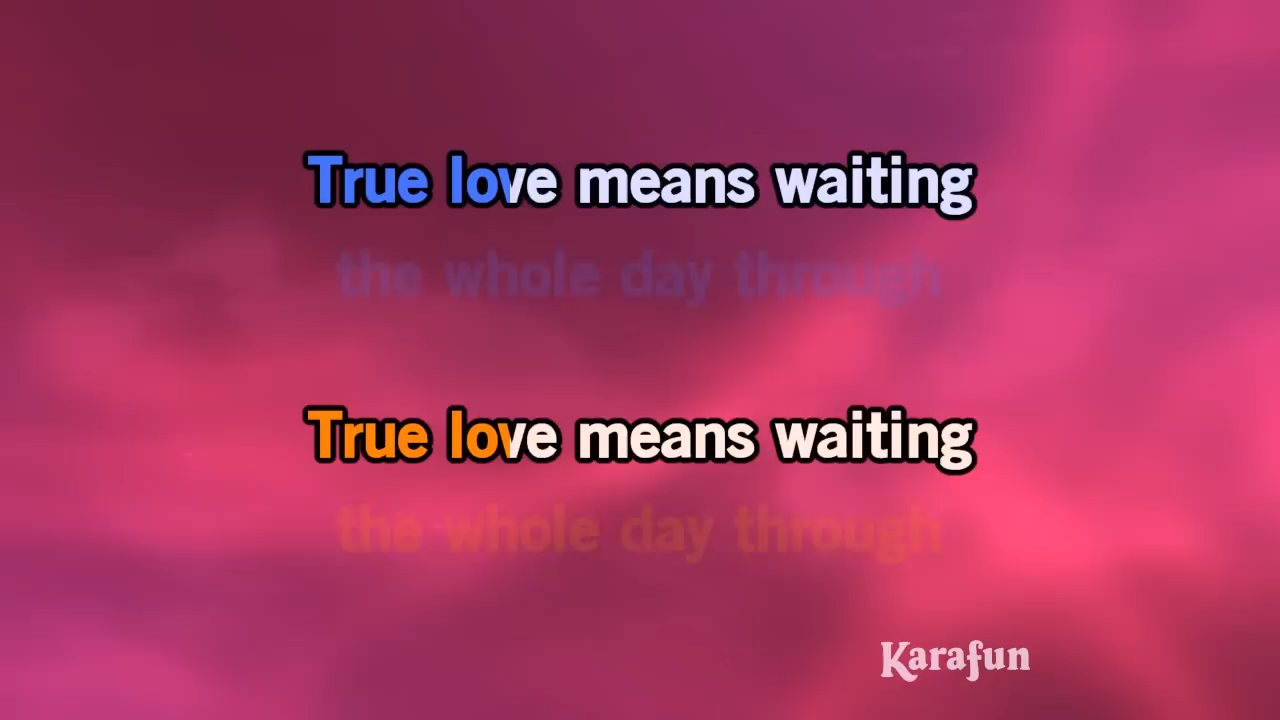 True love means waiting
the whole day through
True love means waiting
the whole day through
Karafun